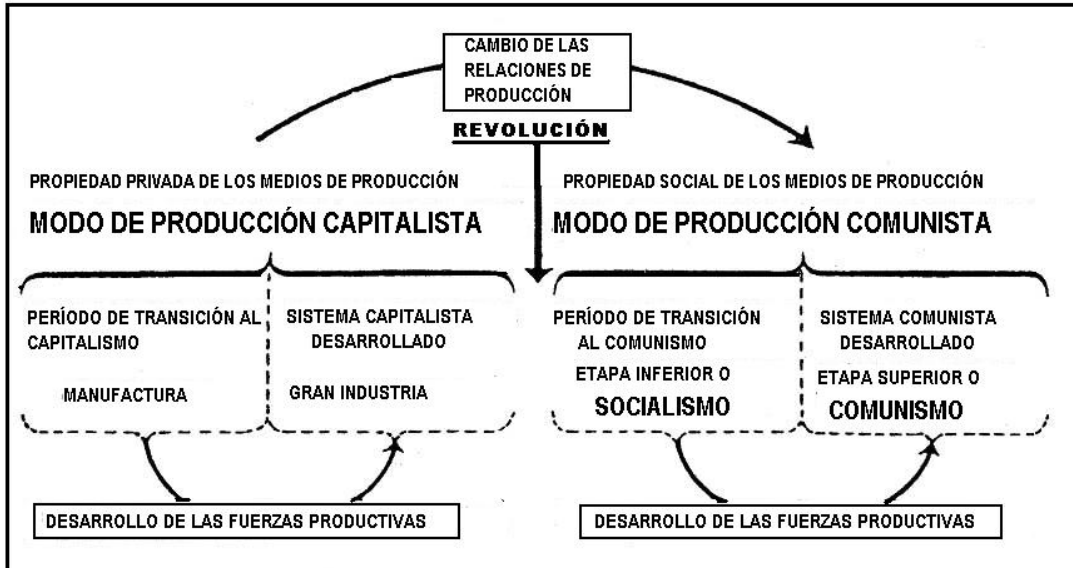 CAMBIO DE LAS
RELACIONES DE
PRODUCCIÓN
REVOLUCIÓN
PROPIEDAD PRIVADA DE LOS MEDIOS DE PRODUCCIÓN
MODO DE PRODUCCIÓN CAPITALISTA
PERÍODO DE TRANSICIÓN AL
CAPITALISMO
MANUFACTURA
SISTEMA CAPITALISTA
DESARROLLADO
GRAN INDUSTRIA
DESARROLLO DE LAS FUERZAS PRODUCTIVAS
PROPIEDAD SOCIAL DE LOS MEDIOS DE PRODUCCIÓN
MODO DE PRODUCCIÓN COMUNISTA
PERÍODO DE TRANSICIÓN
AL COMUNISMO
ETAPA INFERIOR O
SOCIALISMO
SISTEMA COMUNISTA
DESARROLLADO
ETAPA SUPERIOR O
COMUNISMO
DESARROLLO DE LAS FUERZAS PRODUCTIVAS